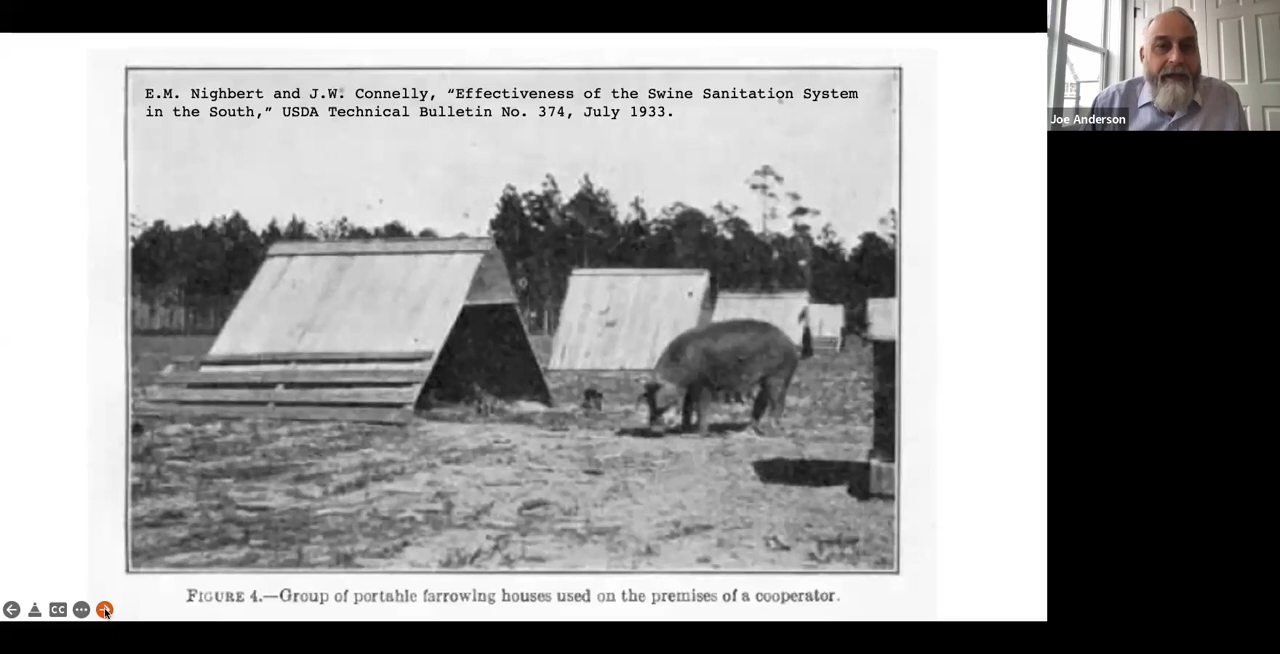 E.M. Nighbert and J.W. Connelly, “Effectiveness of the Swine Sanitation System
in the South,” USDA Technical Bulletin No. 374, July 1933.
Joe Anderson
FIGURE 4.—Group of portable farrowing houses used on the premises of a cooperator.
CC